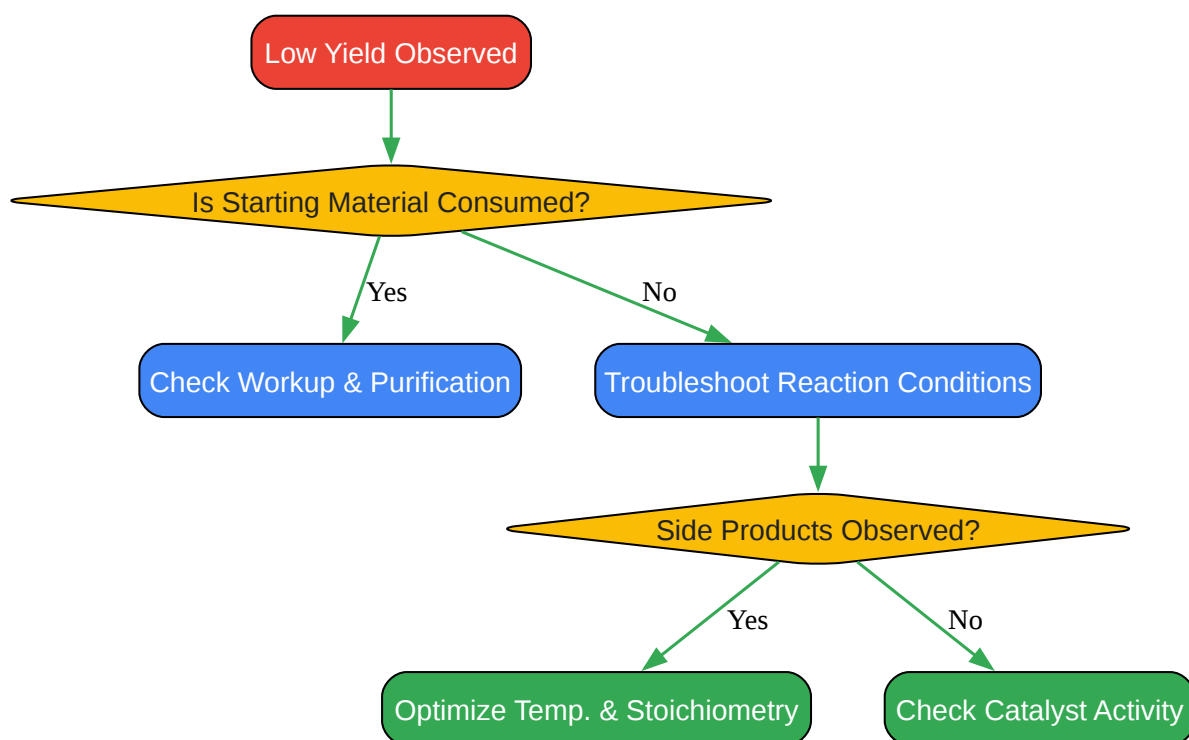 Low Yield Observed
Is Starting Material Consumed?
Yes
No
Check Workup & Purification
Troubleshoot Reaction Conditions
Side Products Observed?
Yes
No
Optimize Temp. & Stoichiometry
Check Catalyst Activity